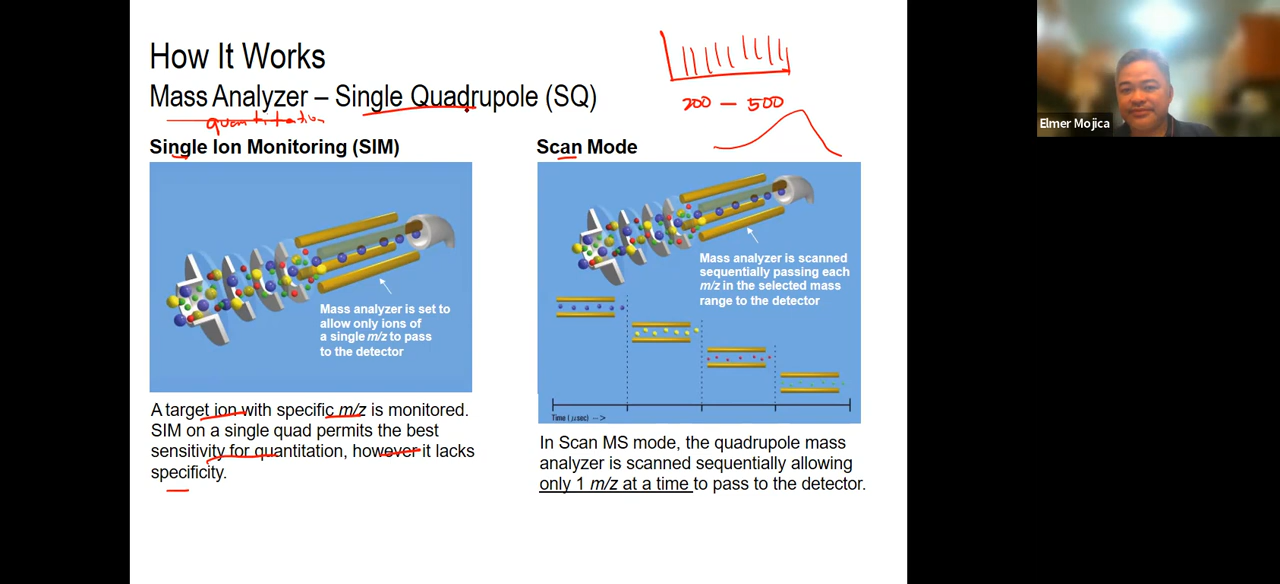 How It Works
Mass Analyzer – Single Quadrupole (SQ)
quantitation
200 – 500
Elmer Mojica
Single Ion Monitoring (SIM)
Mass analyzer is set to
allow only ions of
a single m/z to pass
to the detector
A target ion with specific m/z is monitored.
SIM on a single quad permits the best
sensitivity for quantitation, however it lacks
specificity.
Scan Mode
Mass analyzer is scanned
sequentially passing each
m/z in the selected mass
range to the detector
Time (µsec) -->
In Scan MS mode, the quadrupole mass
analyzer is scanned sequentially allowing
only 1 m/z at a time to pass to the detector.